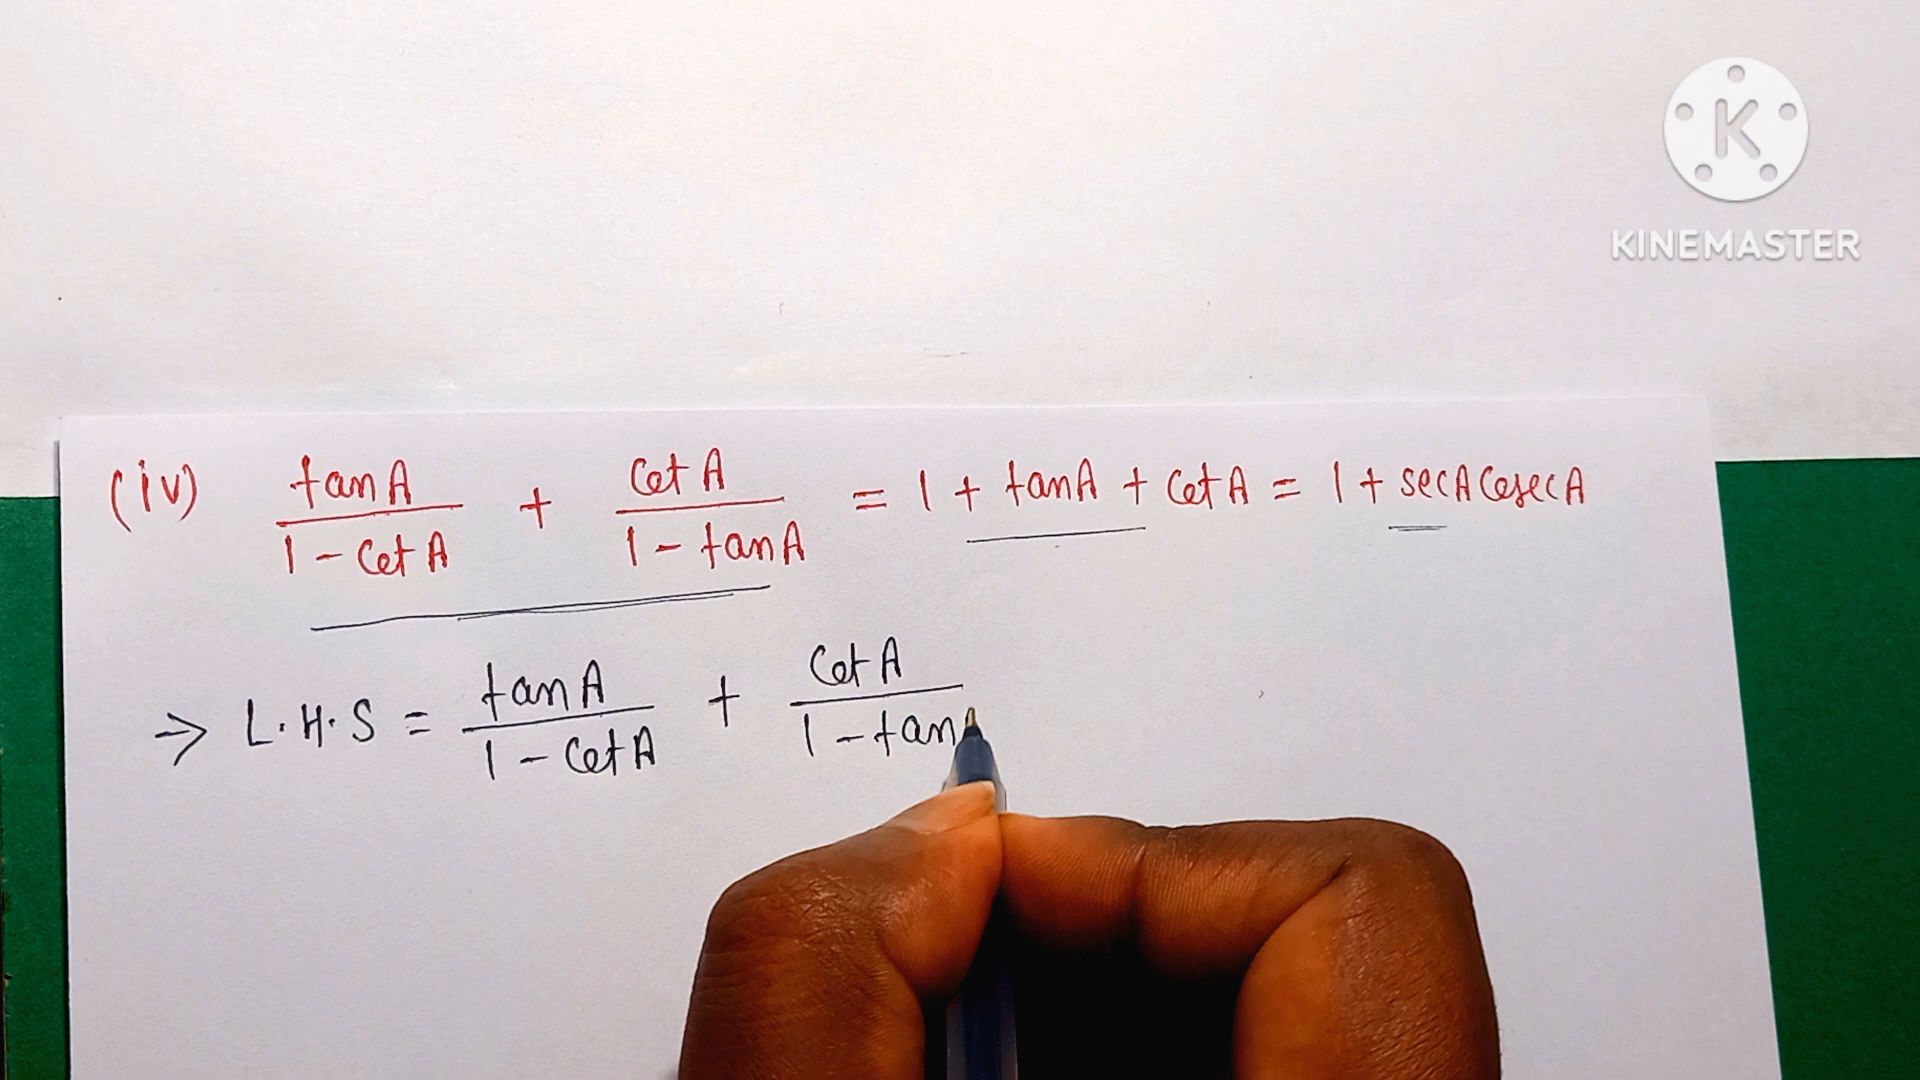 K
KINEMASTER
(iv) tanA/(1 - cotA) + cotA/(1 - tanA) = 1 + tanA + cotA = 1 + secA cosecA
→ L.H.S = tanA/(1 - cotA) + cotA/(1 - tanA